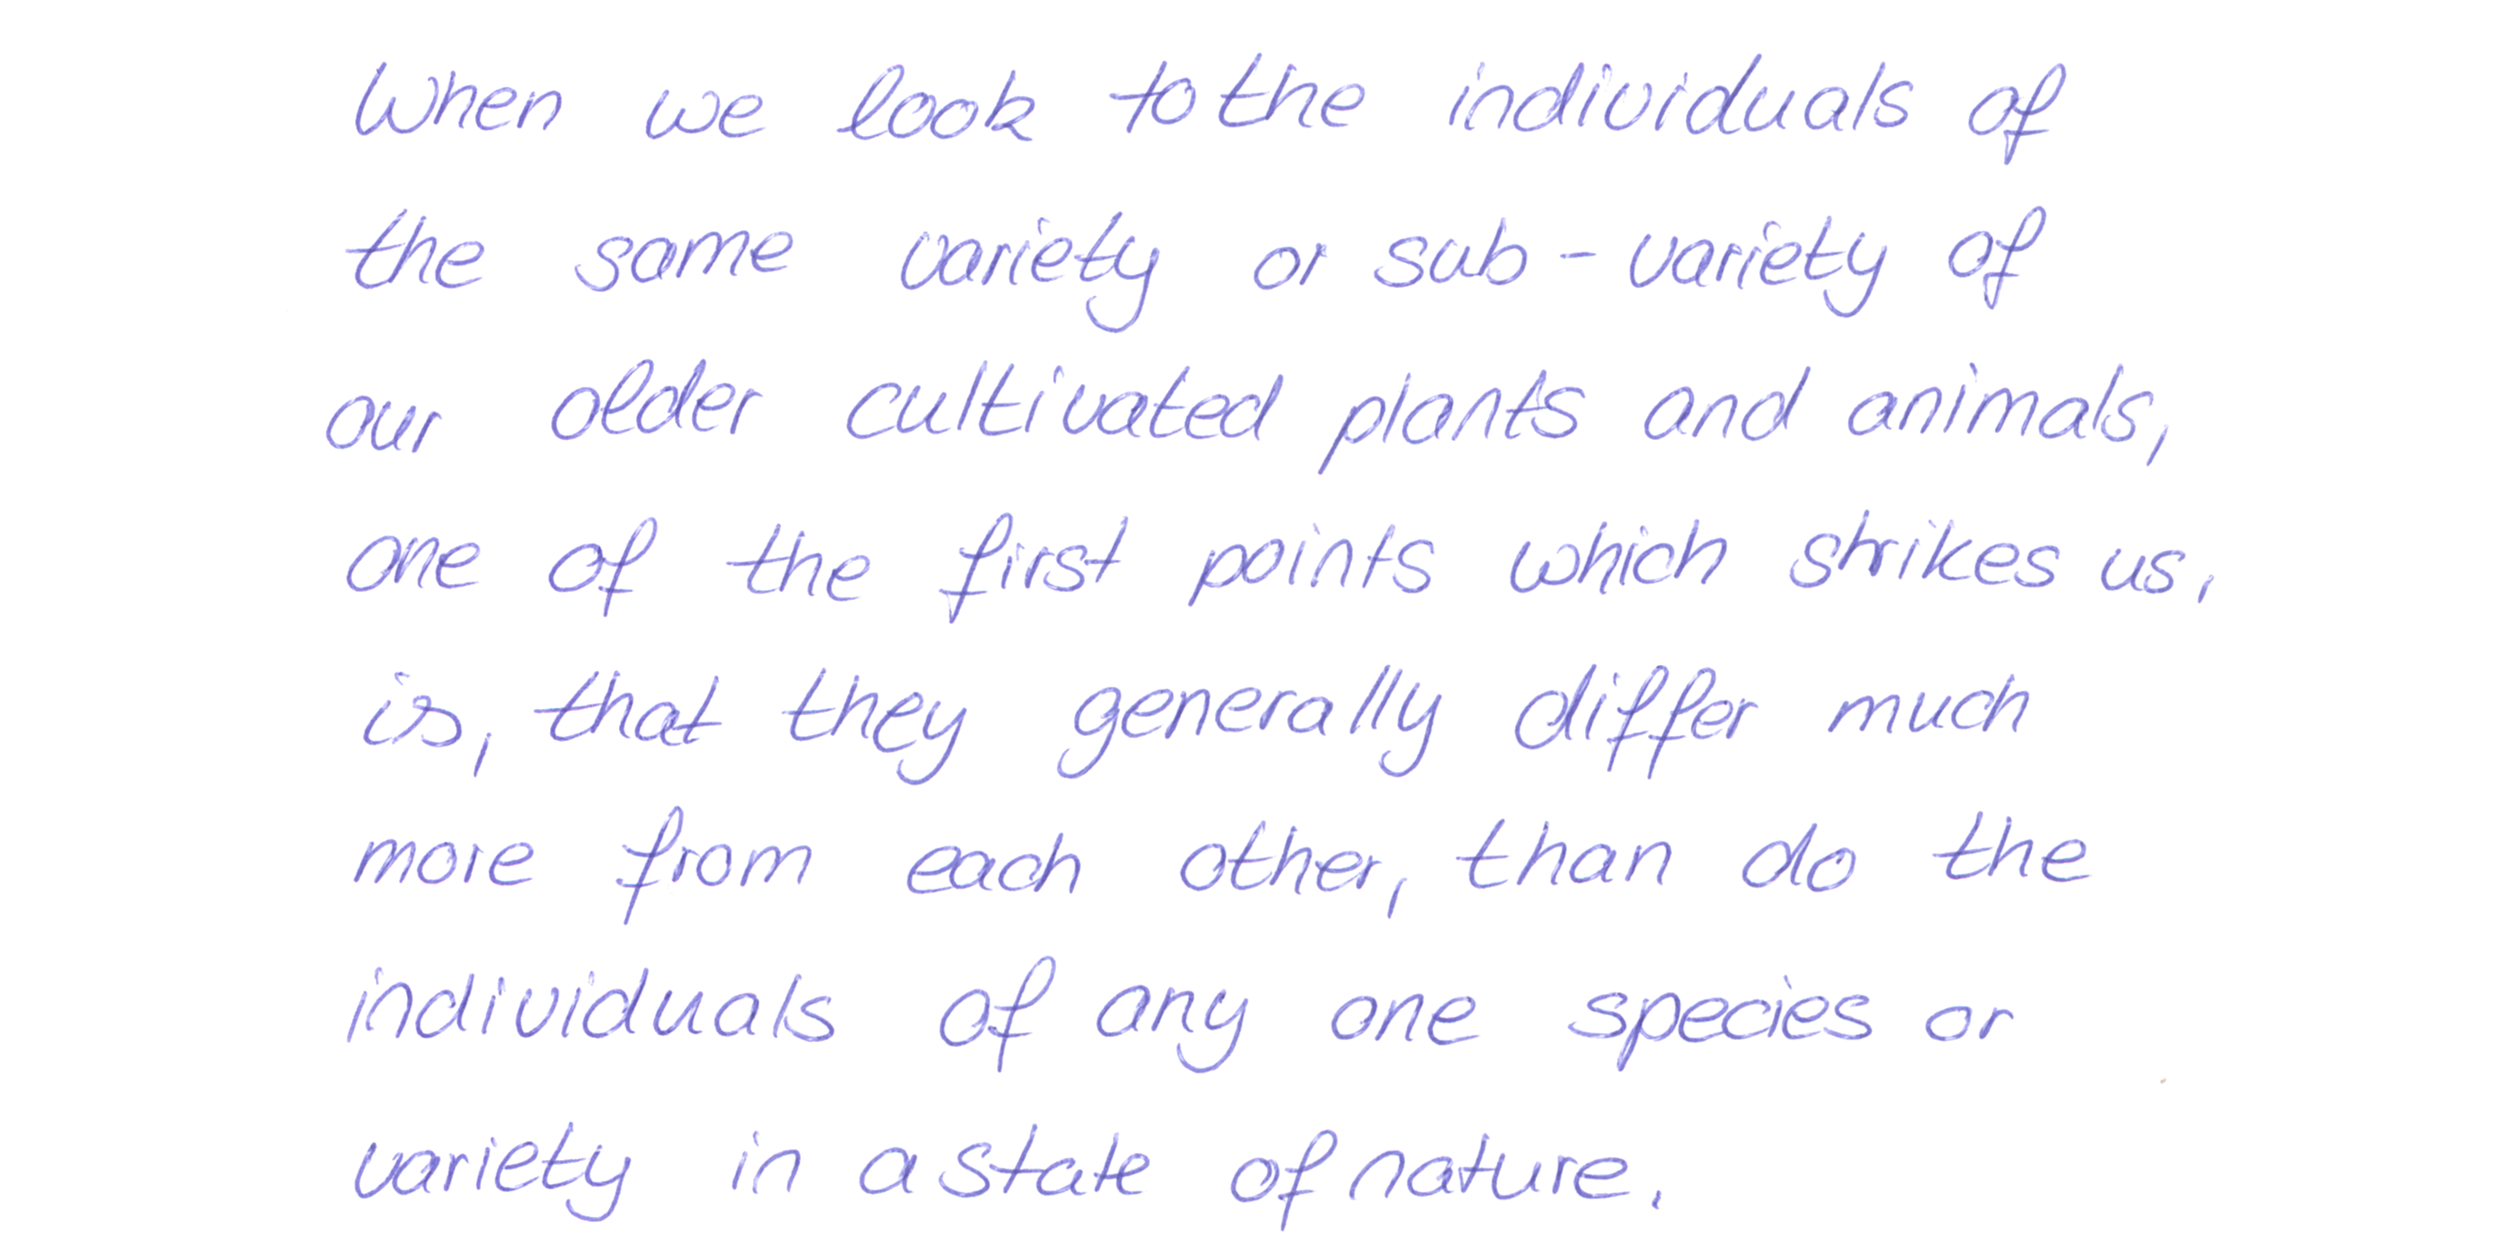 When we look to the individuals of
the same variety or sub-variety of
our older cultivated plants and animals,
one of the first points which strikes us,
is, that they generally differ much
more from each other, than do the
individuals of any one species or
variety in a state of nature.